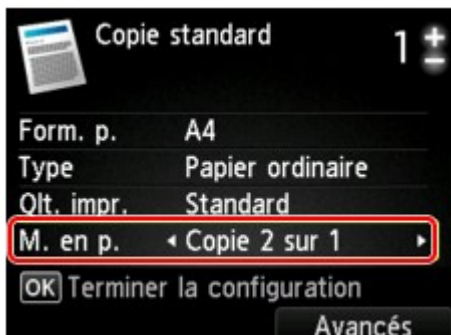 Copie standard
1
Form. p. A4
Type Papier ordinaire
Qlt. impr. Standard
M. en p. Copie 2 sur 1
OK Terminer la configuration
Avancés